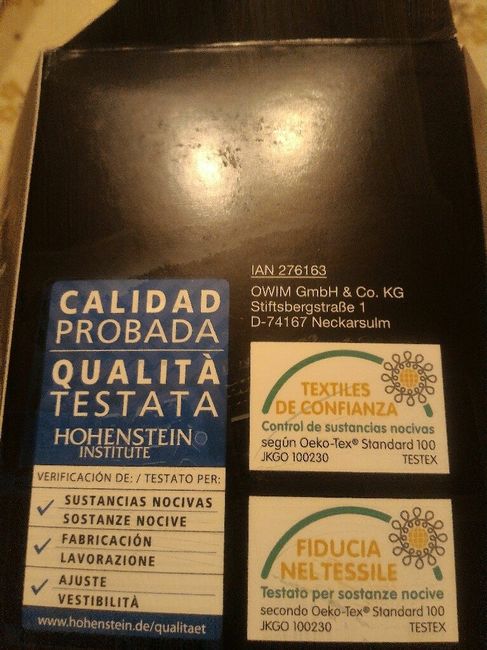 IAN 276163
OWIM GmbH & Co. KG
Stiftsbergstraße 1
D-74167 Neckarsulm
CALIDAD
PROBADA
QUALITÀ
TESTATA
HOHENSTEIN
INSTITUTE
VERIFICACIÓN DE: / TESTATO PER:
SUSTANCIAS NOCIVAS
SOSTANZE NOCIVE
FABRICACIÓN
LAVORAZIONE
AJUSTE
VESTIBILITÀ
www.hohenstein.de/qualitaet
TEXTILES
DE CONFIANZA
Control de sustancias nocivas
según Oeko-Tex® Standard 100
JKGO 100230 TESTEX
FIDUCIA
NEL TESSILE
Testato per sostanze nocive
secondo Oeko-Tex® Standard 100
JKGO 100230 TESTEX